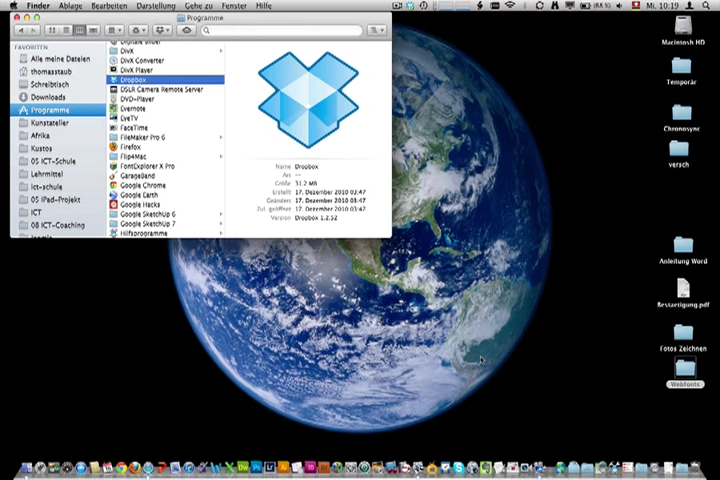 Finder Ablage Bearbeiten Darstellung Gehe zu Fenster Hilfe
Mi. 10:19
Programme
FAVORITEN
Alle meine Dateien
thomasstaub
Schreibtisch
Downloads
Programme
Kunstateller
Afrika
Kustos
05 ICT-Schule
Lehrmittel
ict-schule
05 iPad-Projekt
ICT
08 ICT-Coaching
DivX
DivX Converter
DivX Player
Dropbox
DSLR Camera Remote Server
DVD-Player
Evernote
EyeTV
FaceTime
FileMaker Pro 6
Firefox
Flip4Mac
FontExplorer X Pro
GarageBand
Google Chrome
Google Earth
Google Hacks
Google SketchUp 6
Google SketchUp 7
Hilfsprogramme
Name Dropbox
Art --
Größe 31.2 MB
Erstellt 17. Dezember 2010 03:47
Geändert 17. Dezember 2010 03:47
Zul. geöffnet 17. Dezember 2010 03:47
Version Dropbox 1.2.52
Macintosh HD
Temporär
Chronosync
versch
Anleitung Word
Bestaetigung.pdf
Fotos Zeichnen
Webfonts